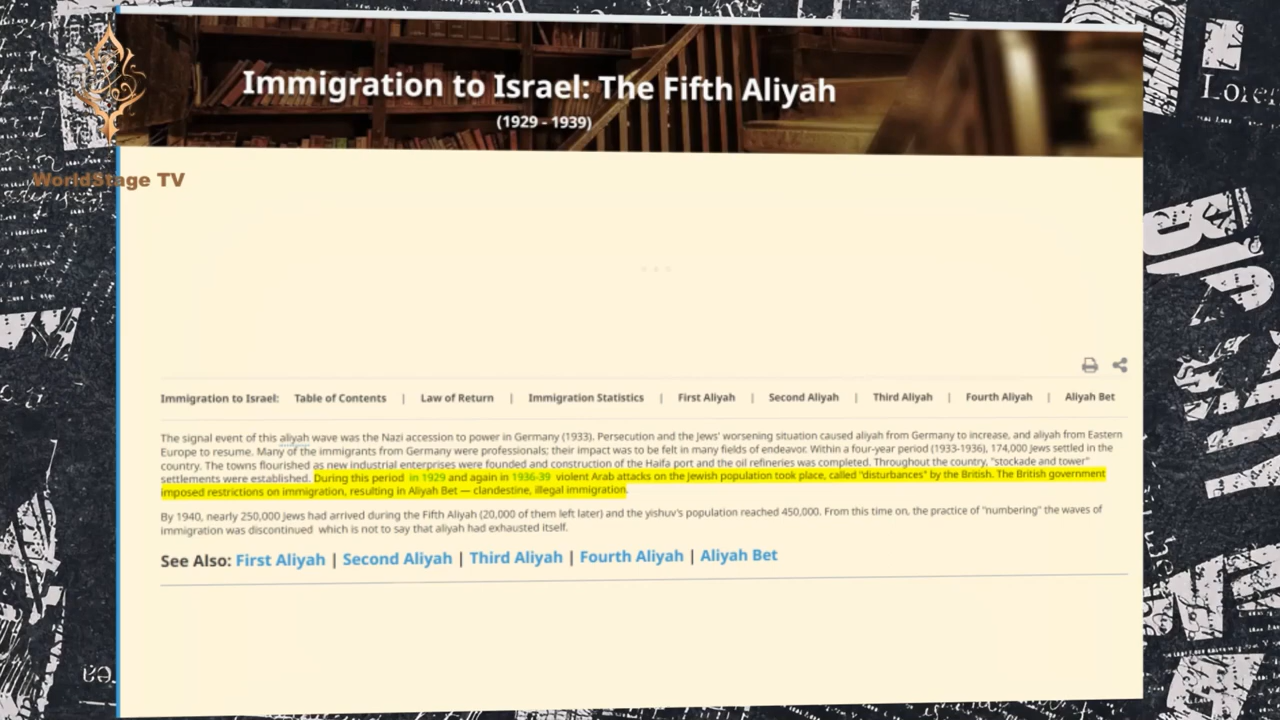 WorldStage TV
Immigration to Israel: The Fifth Aliyah
(1929 - 1939)
Immigration to Israel: Table of Contents | Law of Return | Immigration Statistics | First Aliyah | Second Aliyah | Third Aliyah | Fourth Aliyah | Aliyah Bet
The signal event of this aliyah wave was the Nazi accession to power in Germany (1933). Persecution and the Jews' worsening situation caused aliyah from Germany to increase, and aliyah from Eastern
Europe to resume. Many of the immigrants from Germany were professionals; their impact was to be felt in many fields of endeavor. Within a four-year period (1933-1936), 174,000 Jews settled in the
country. The towns flourished as new industrial enterprises were founded and construction of the Haifa port and the oil refineries was completed. Throughout the country, "stockade and tower"
settlements were established. During this period in 1929 and again in 1936-39 violent Arab attacks on the Jewish population took place, called "disturbances" by the British. The British government
imposed restrictions on immigration, resulting in Aliyah Bet — clandestine, illegal immigration.
By 1940, nearly 250,000 Jews had arrived during the Fifth Aliyah (20,000 of them left later) and the yishuv's population reached 450,000. From this time on, the practice of "numbering" the waves of
immigration was discontinued which is not to say that aliyah had exhausted itself.
See Also: First Aliyah | Second Aliyah | Third Aliyah | Fourth Aliyah | Aliyah Bet